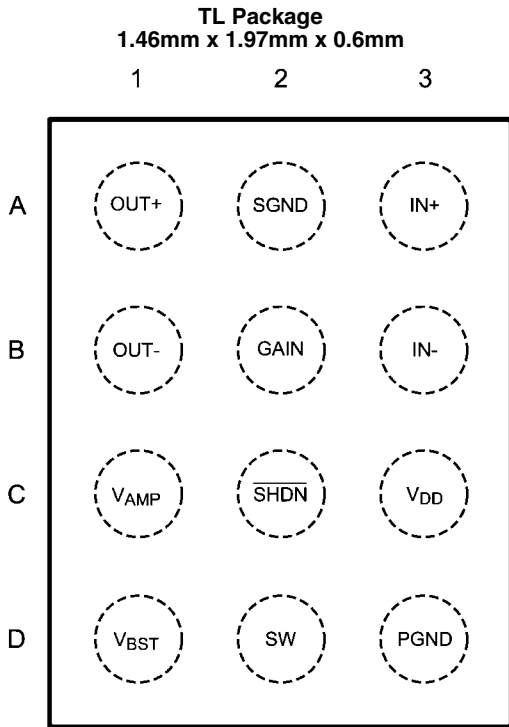 TL Package
1.46mm x 1.97mm x 0.6mm
1 2 3
A OUT+ SGND IN+
B OUT- GAIN IN-
C VAMP SHDN VDD
D VBST SW PGND